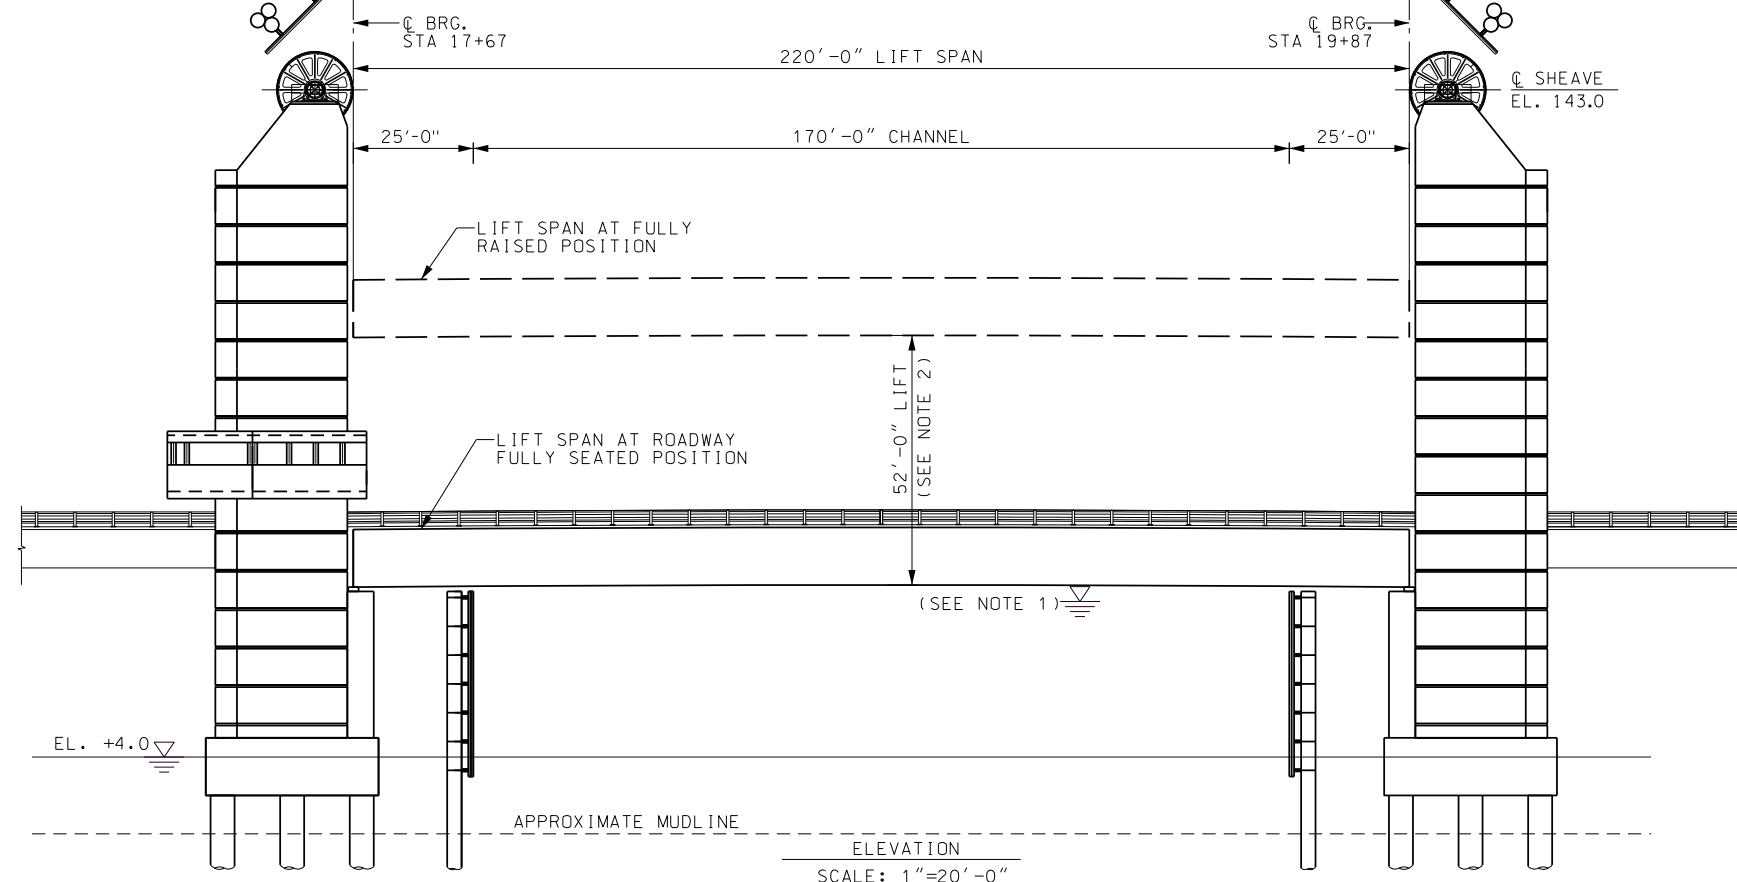 ℄ BRG.
STA 17+67
℄ BRG.
STA 19+87
220'-0" LIFT SPAN
℄ SHEAVE
EL. 143.0
25'-0"
170'-0" CHANNEL
25'-0"
LIFT SPAN AT FULLY
RAISED POSITION
52'-0" LIFT
(SEE NOTE 2)
LIFT SPAN AT ROADWAY
FULLY SEATED POSITION
(SEE NOTE 1)
EL. +4.0
APPROXIMATE MUDLINE
ELEVATION
SCALE: 1"=20'-0"